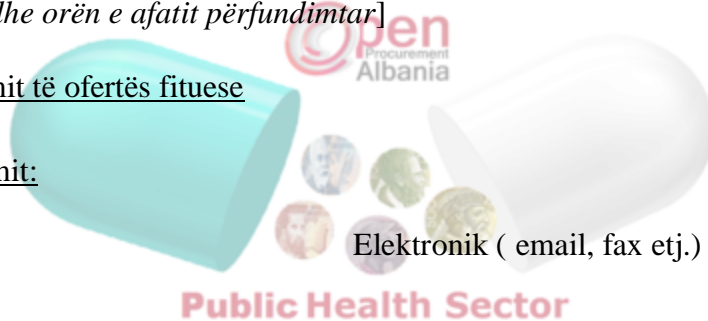 dhe orën e afatit përfundimtar]
Open
Procurement
Albania
nit të ofertës fituese
nit:
Elektronik ( email, fax etj.)
Public Health Sector